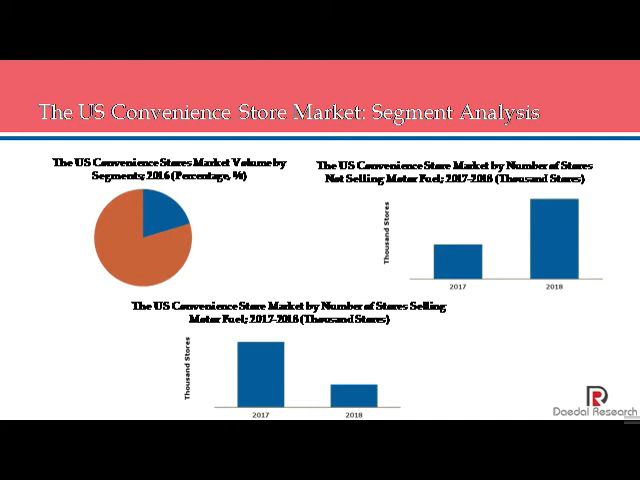 The US Convenience Store Market: Segment Analysis
The US Convenience Stores Market Volume by
Segments; 2016 (Percentage, %)
The US Convenience Store Market by Number of Stores
Not Selling Motor Fuel; 2017-2018 (Thousand Stores)
Thousand Stores
2017
2018
The US Convenience Store Market by Number of Stores Selling
Motor Fuel; 2017-2018 (Thousand Stores)
Thousand Stores
2017
2018
Daedal Research